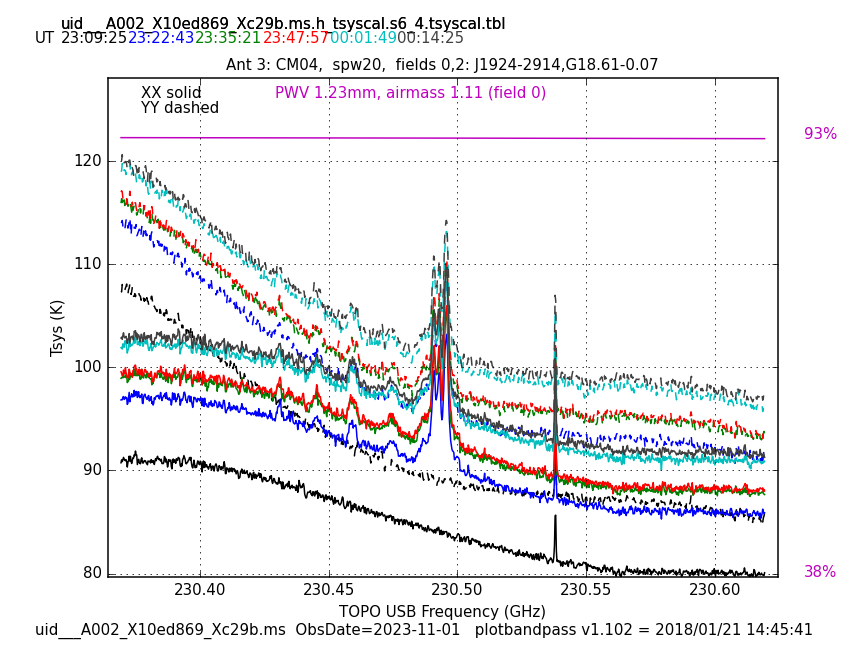 uid___A002_X10ed869_Xc29b.ms.h_tsyscal.s6_4.tsyscal.tbl
UT 23:09:25 23:22:43 23:35:21 23:47:57 00:01:49 00:14:25
Ant 3: CM04,  spw20,  fields 0,2: J1924-2914,G18.61-0.07
XX solid
PWV 1.23mm, airmass 1.11 (field 0)
YY dashed
93%
120
110
Tsys (K)
100
90
80
38%
230.40 230.45 230.50 230.55 230.60
TOPO USB Frequency (GHz)
uid___A002_X10ed869_Xc29b.ms  ObsDate=2023-11-01   plotbandpass v1.102 = 2018/01/21 14:45:41